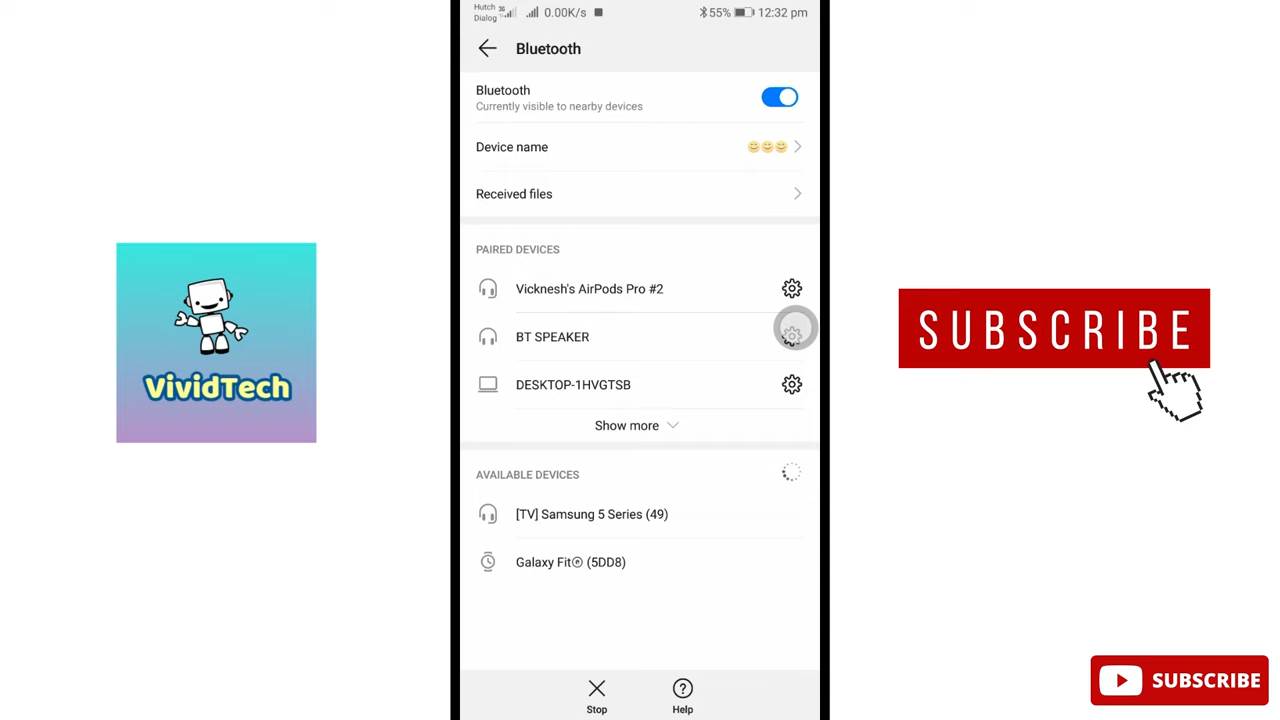 Hutch
Dialog
3G
0.00K/s
55%
12:32 pm
Bluetooth
Bluetooth
Currently visible to nearby devices
Device name
😊😊😊
Received files
PAIRED DEVICES
Vicknesh's AirPods Pro #2
BT SPEAKER
DESKTOP-1HVGTSB
Show more
AVAILABLE DEVICES
[TV] Samsung 5 Series (49)
Galaxy Fitⓔ (5DD8)
Stop
Help
VividTech
SUBSCRIBE
SUBSCRIBE